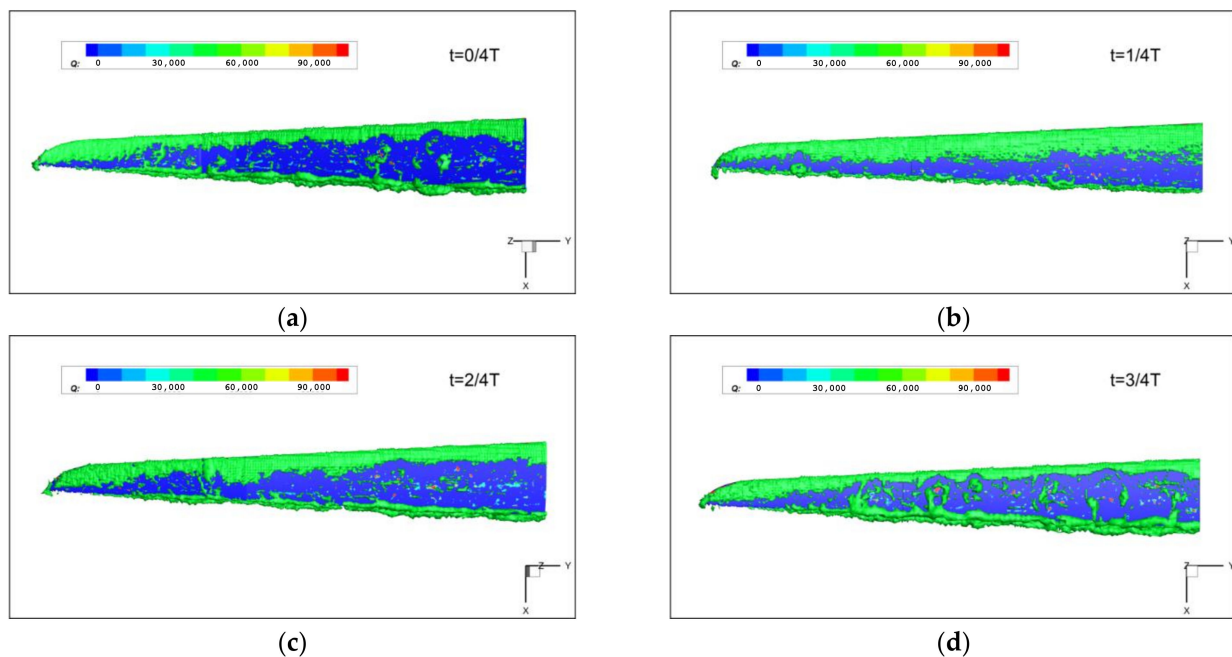 t=0/4T
Q: 0 30,000 60,000 90,000
Z Y
X
(a)
t=1/4T
Q: 0 30,000 60,000 90,000
Z Y
X
(b)
t=2/4T
Q: 0 30,000 60,000 90,000
Z Y
X
(c)
t=3/4T
Q: 0 30,000 60,000 90,000
Z Y
X
(d)